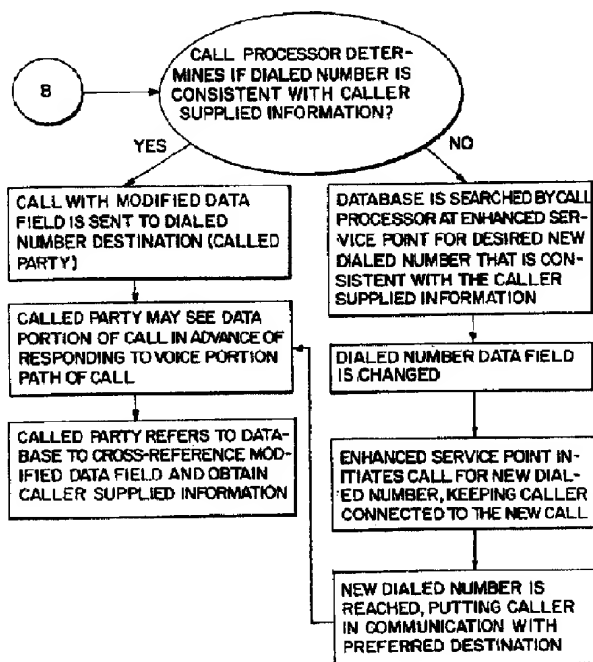 CALL PROCESSOR DETER-
MINES IF DIALED NUMBER IS
CONSISTENT WITH CALLER
SUPPLIED INFORMATION?
B
YES
NO
CALL WITH MODIFIED DATA
FIELD IS SENT TO DIALED
NUMBER DESTINATION (CALLED
PARTY)
CALLED PARTY MAY SEE DATA
PORTION OF CALL IN ADVANCE OF
RESPONDING TO VOICE PORTION
PATH OF CALL
CALLED PARTY REFERS TO DATA-
BASE TO CROSS-REFERENCE MOD-
IFIED DATA FIELD AND OBTAIN
CALLER SUPPLIED INFORMATION
DATABASE IS SEARCHED BY CALL
PROCESSOR AT ENHANCED SER-
VICE POINT FOR DESIRED NEW
DIALED NUMBER THAT IS CON-
SISTENT WITH THE CALLER
SUPPLIED INFORMATION
DIALED NUMBER DATA FIELD
IS CHANGED
ENHANCED SERVICE POINT IN-
ITIATES CALL FOR NEW DIAL-
ED NUMBER, KEEPING CALLER
CONNECTED TO THE NEW CALL
NEW DIALED NUMBER IS
REACHED, PUTTING CALLER
IN COMMUNICATION WITH
PREFERRED DESTINATION